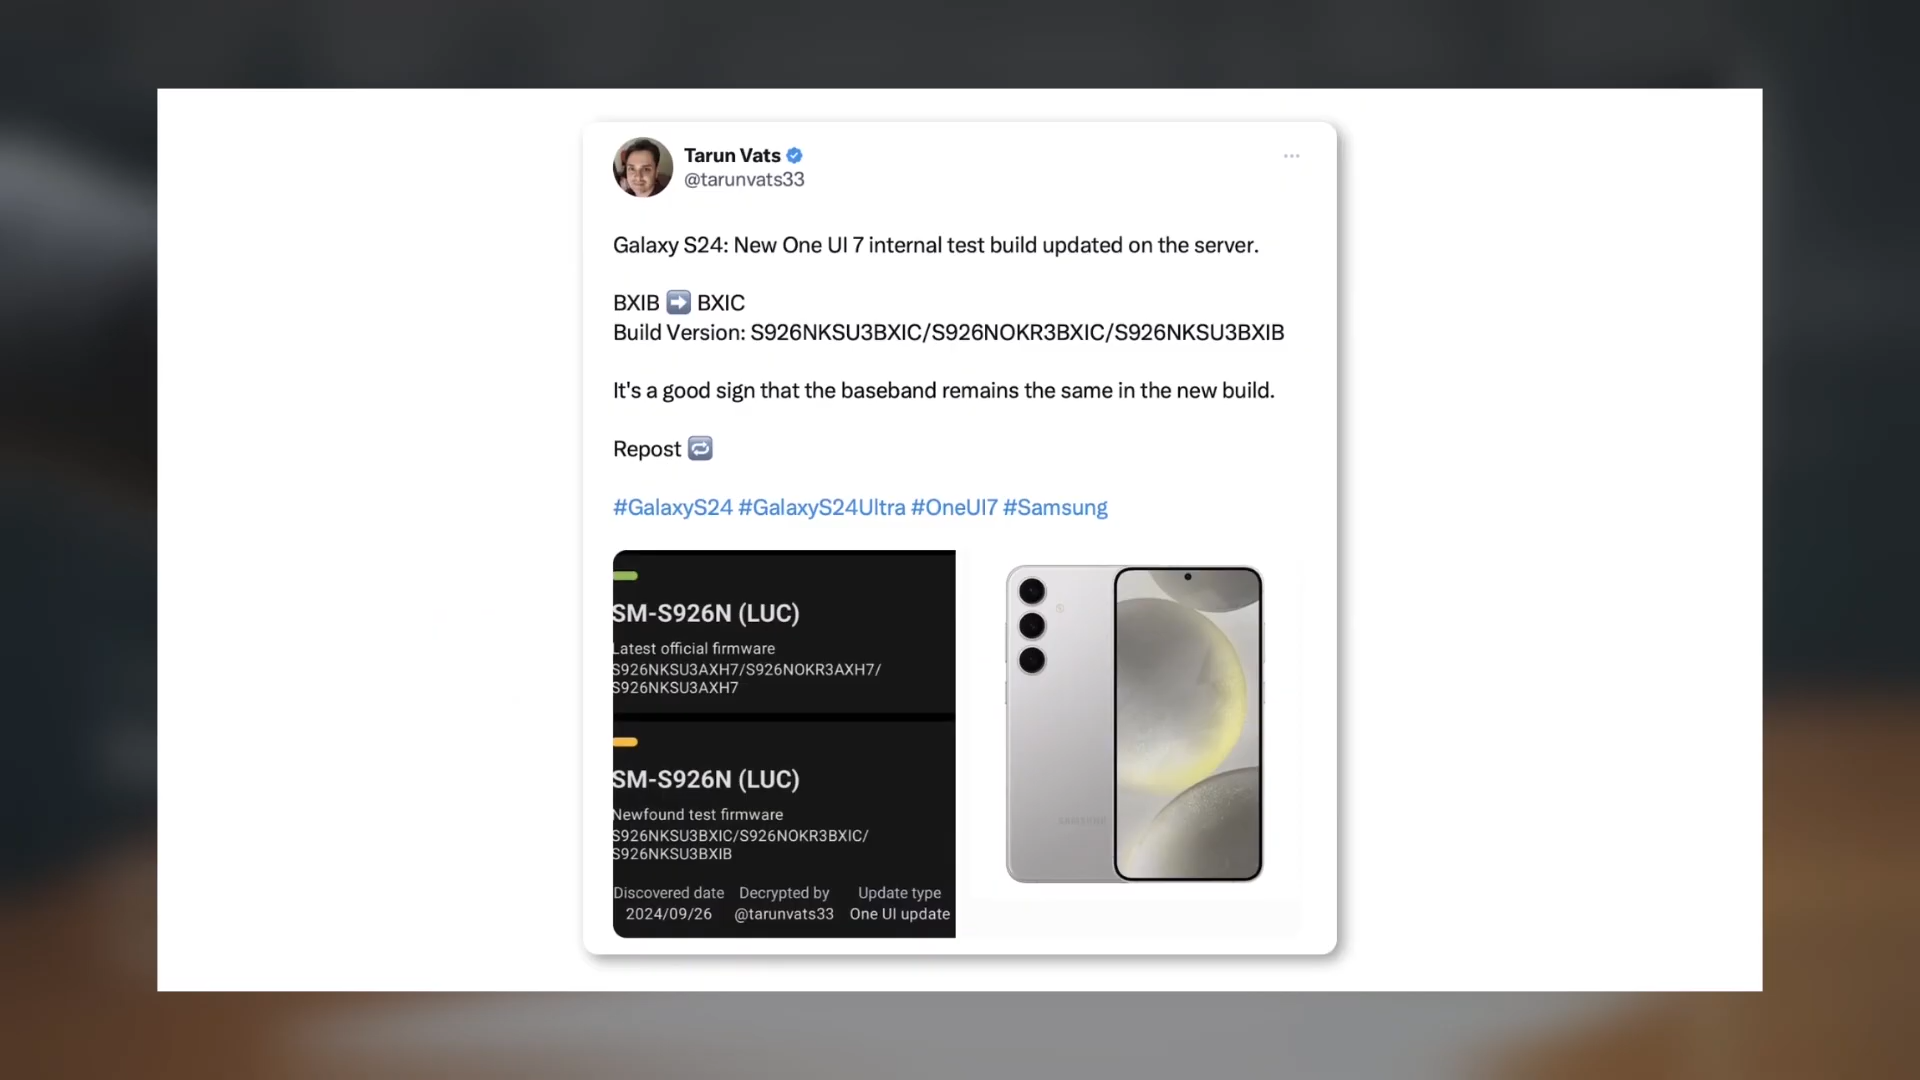 Tarun Vats
@tarunvats33
Galaxy S24: New One UI 7 internal test build updated on the server.
BXIB ➡️ BXIC
Build Version: S926NKSU3BXIC/S926NOKR3BXIC/S926NKSU3BXIB
It's a good sign that the baseband remains the same in the new build.
Repost 🔁
#GalaxyS24 #GalaxyS24Ultra #OneUI7 #Samsung
SM-S926N (LUC)
Latest official firmware
S926NKSU3AXH7/S926NOKR3AXH7/
S926NKSU3AXH7
SM-S926N (LUC)
Newfound test firmware
S926NKSU3BXIC/S926NOKR3BXIC/
S926NKSU3BXIB
Discovered date Decrypted by Update type
2024/09/26 @tarunvats33 One UI update
SAMSUNG